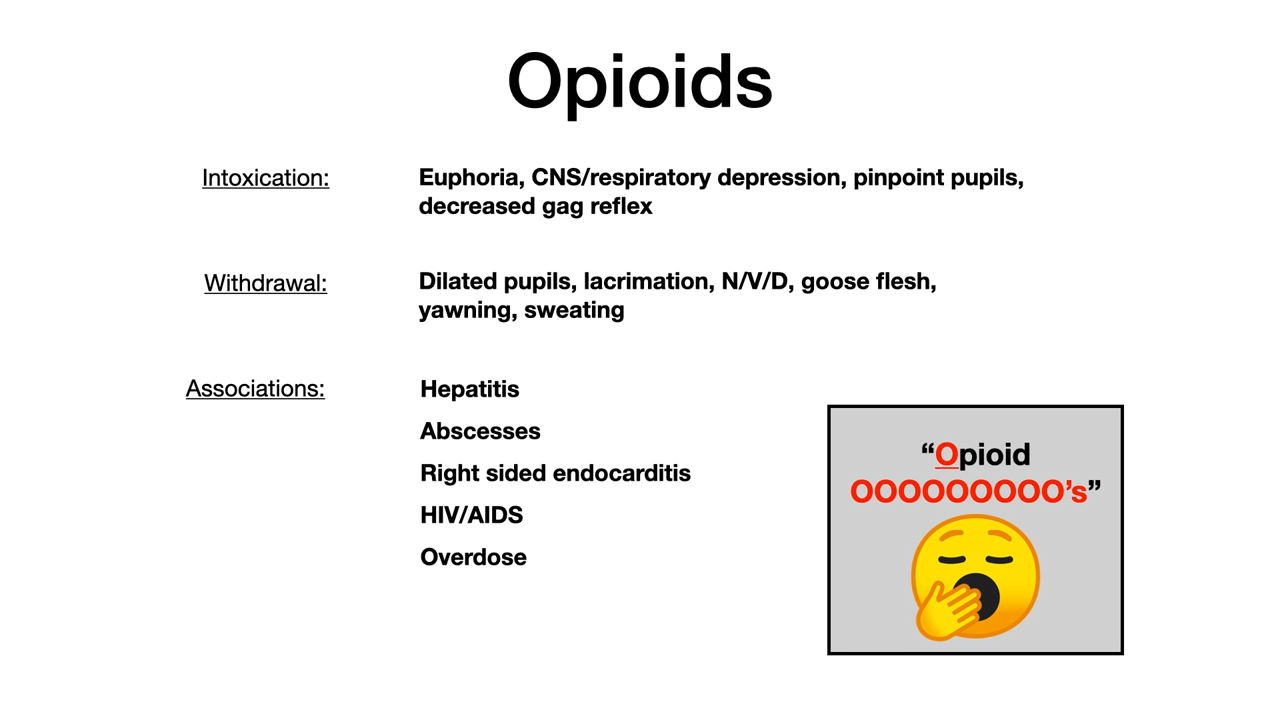 Opioids
Intoxication:
Euphoria, CNS/respiratory depression, pinpoint pupils,
decreased gag reflex
Withdrawal:
Dilated pupils, lacrimation, N/V/D, goose flesh,
yawning, sweating
Associations:
Hepatitis
Abscesses
Right sided endocarditis
HIV/AIDS
Overdose
“Opioid
OOOOOOOOO’s”